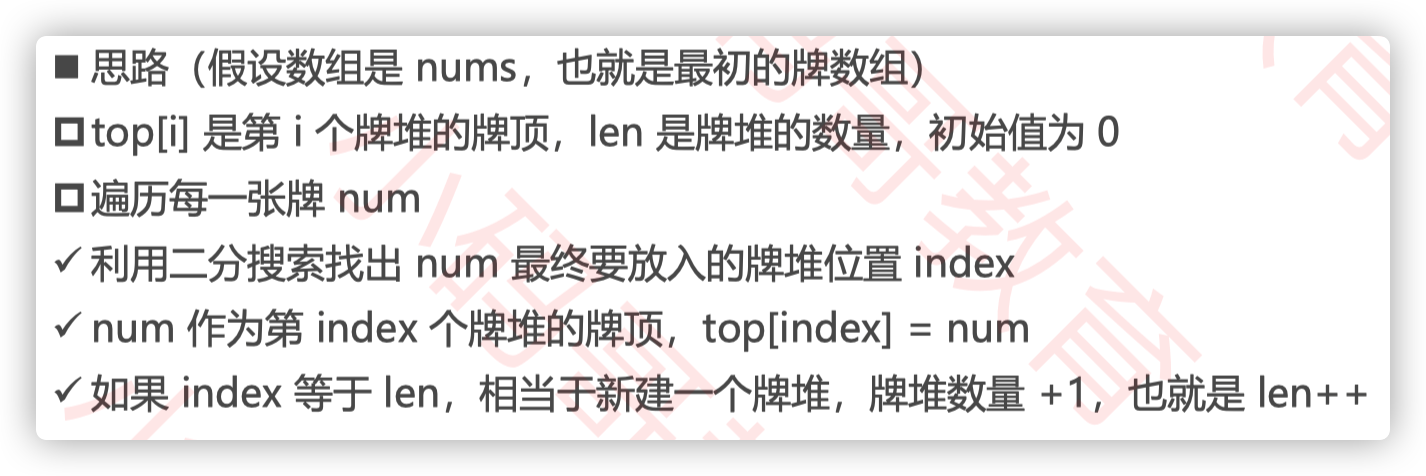 ■ 思路（假设数组是 nums，也就是最初的牌数组）
◻ top[i] 是第 i 个牌堆的牌顶，len 是牌堆的数量，初始值为 0
◻ 遍历每一张牌 num
✓ 利用二分搜索找出 num 最终要放入的牌堆位置 index
✓ num 作为第 index 个牌堆的牌顶，top[index] = num
✓ 如果 index 等于 len，相当于新建一个牌堆，牌堆数量 +1，也就是 len++
小码哥教育